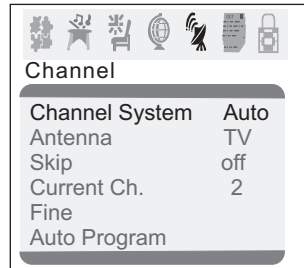 Channel
Channel System Auto
Antenna TV
Skip off
Current Ch. 2
Fine
Auto Program